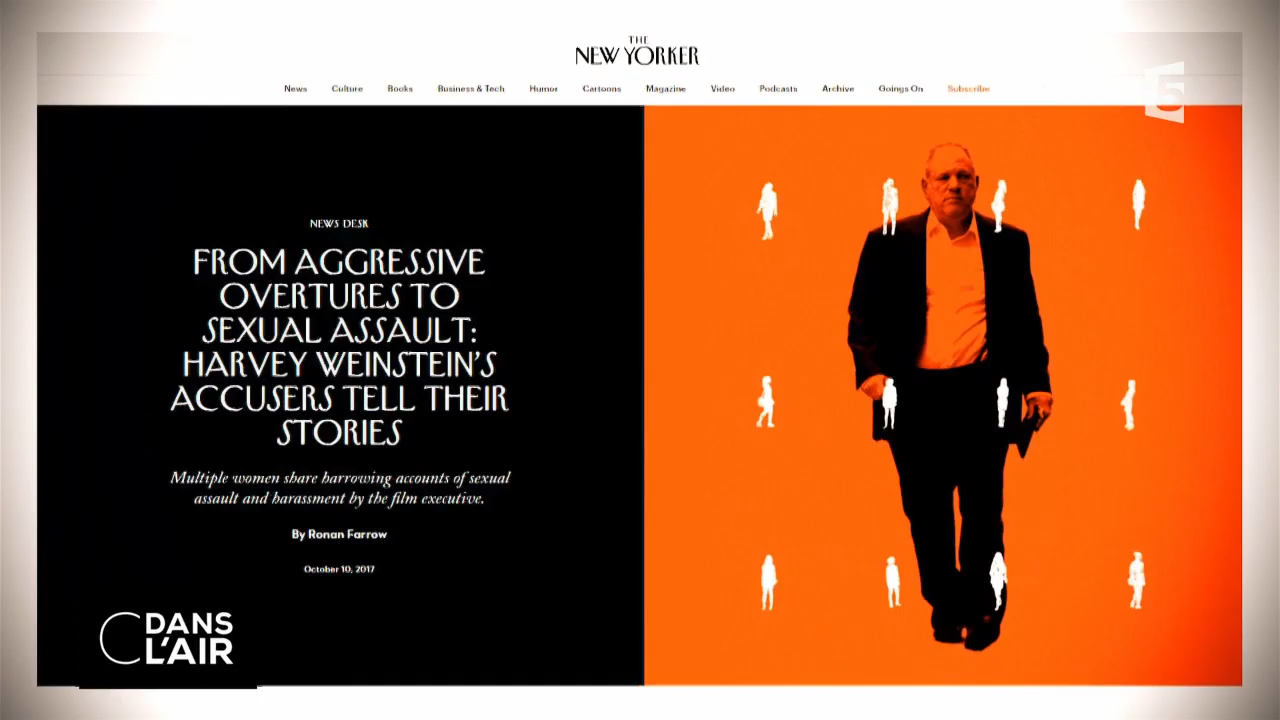 THE
NEW YORKER
News Culture Books Business & Tech Humor Cartoons Magazine Video Podcasts Archive Goings On Subscribe
5
NEWS DESK
FROM AGGRESSIVE
OVERTURES TO
SEXUAL ASSAULT:
HARVEY WEINSTEIN'S
ACCUSERS TELL THEIR
STORIES
Multiple women share harrowing accounts of sexual
assault and harassment by the film executive.
By Ronan Farrow
October 10, 2017
C DANS
L'AIR